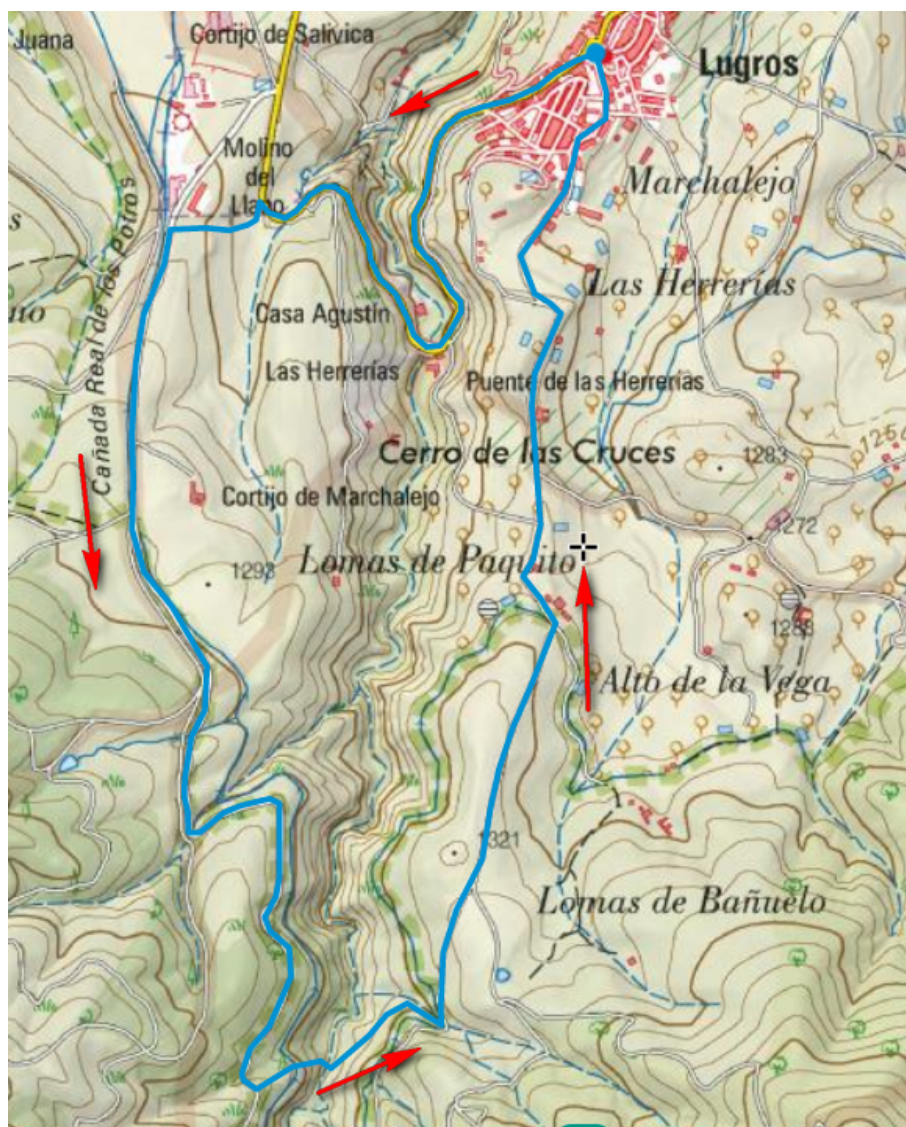 Juana
Cortijo de Salivica
Lugros
Molino
del
Llano
Marchalejo
Cañada Real de los Potros
s
Las Herrerías
Casa Agustín
Las Herrerías
Puente de las Herrerías
Cerro de las Cruces
1283
1254
Cortijo de Marchalejo
1272
1293
Lomas de Paquito
1288
Alto de la Vega
1321
Lomas de Bañuelo